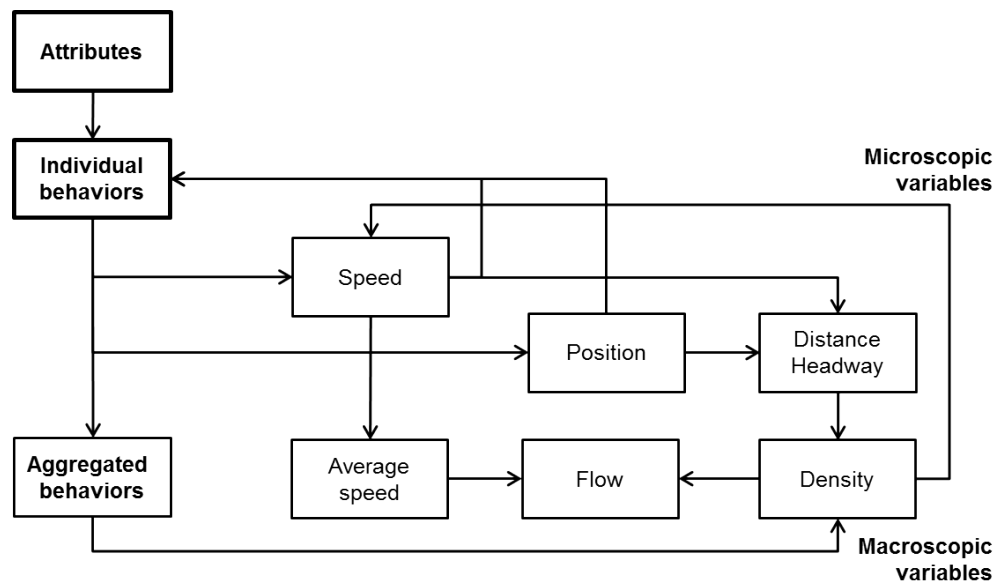 Attributes
Individual
behaviors
Microscopic
variables
Speed
Position
Distance
Headway
Aggregated
behaviors
Average
speed
Flow
Density
Macroscopic
variables